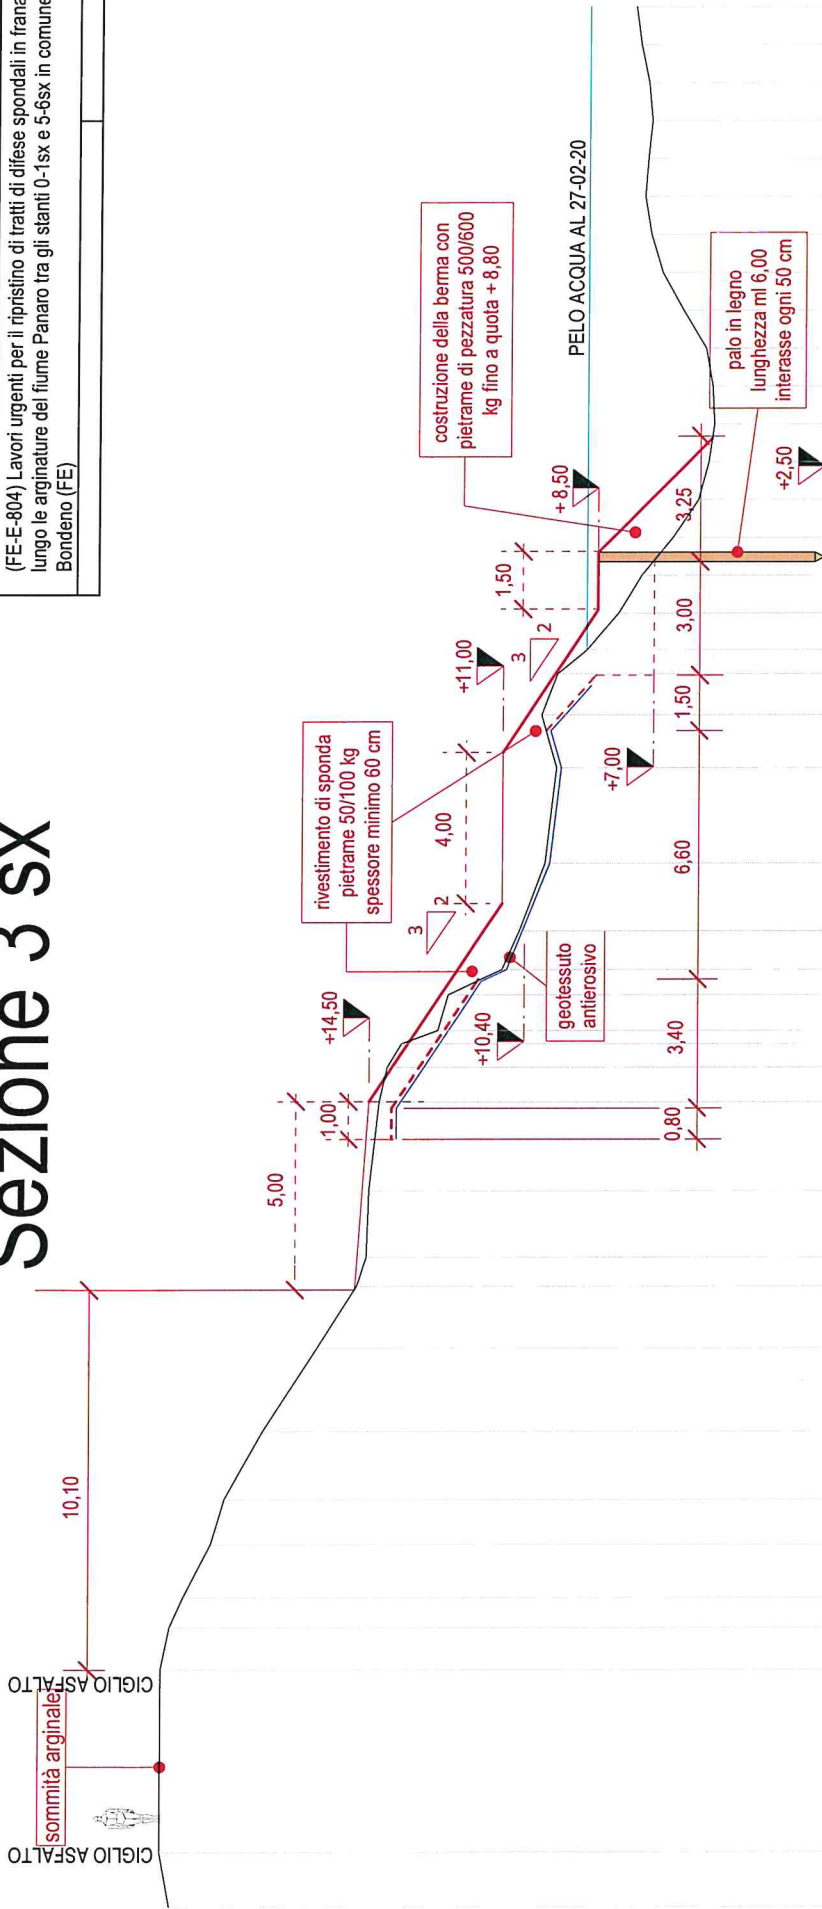 (FE-E-804) Lavori urgenti per il ripristino di tratti di difese spondali in frana
lungo le arginature del fiume Panaro tra gli stanti 0-1sx e 5-6sx in comune
Bondeno (FE)
Sezione 3 sx
CIGLIO ASFALTO
sommità arginale
CIGLIO ASFALTO
10,10
5,00
1,00
+14,50
3
2
rivestimento di sponda
pietrame 50/100 kg
spessore minimo 60 cm
4,00
+11,00
3
2
1,50
+8,50
costruzione della berma con
pietrame di pezzatura 500/600
kg fino a quota + 8,80
PELO ACQUA AL 27-02-20
+10,40
geotessuto
antierosivo
+7,00
0,80
3,40
6,60
1,50
3,00
3,25
palo in legno
lunghezza ml 6,00
interasse ogni 50 cm
+2,50